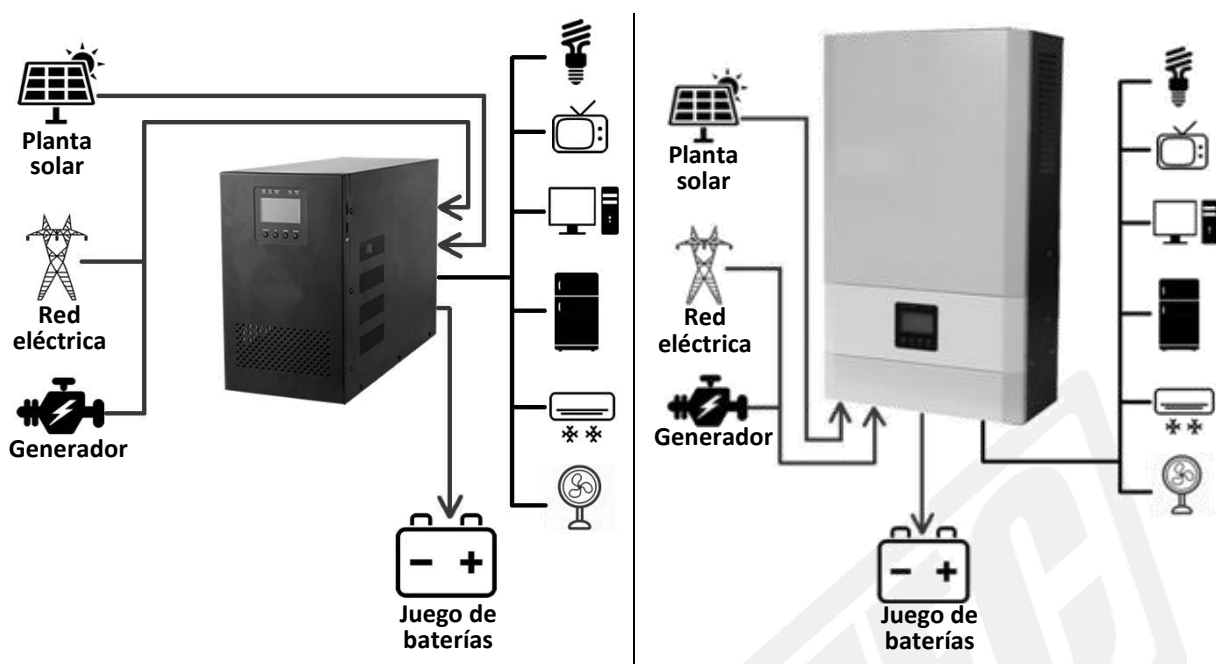 Planta
solar
Red
eléctrica
Generador
Juego de
baterías
Planta
solar
Red
eléctrica
Generador
Juego de
baterías